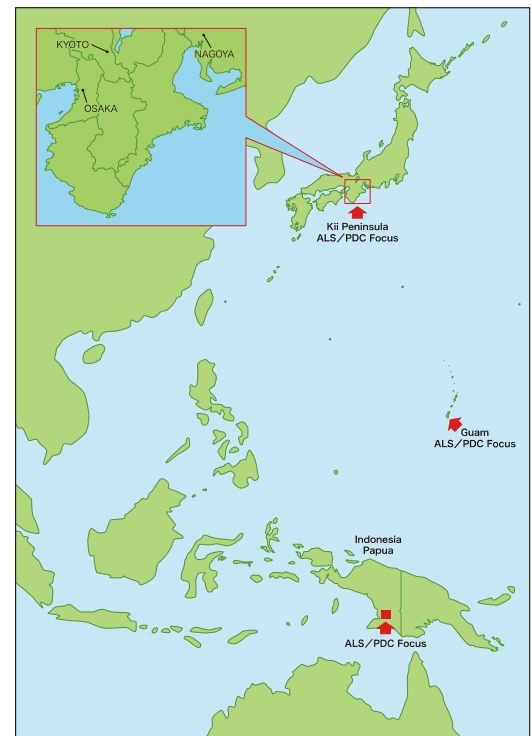 KYOTO
NAGOYA
OSAKA
Kii Peninsula
ALS／PDC Focus
Guam
ALS／PDC Focus
Indonesia
Papua
ALS/PDC Focus